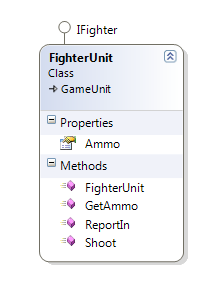 IFighter
FighterUnit
Class
GameUnit
Properties
Ammo
Methods
FighterUnit
GetAmmo
ReportIn
Shoot